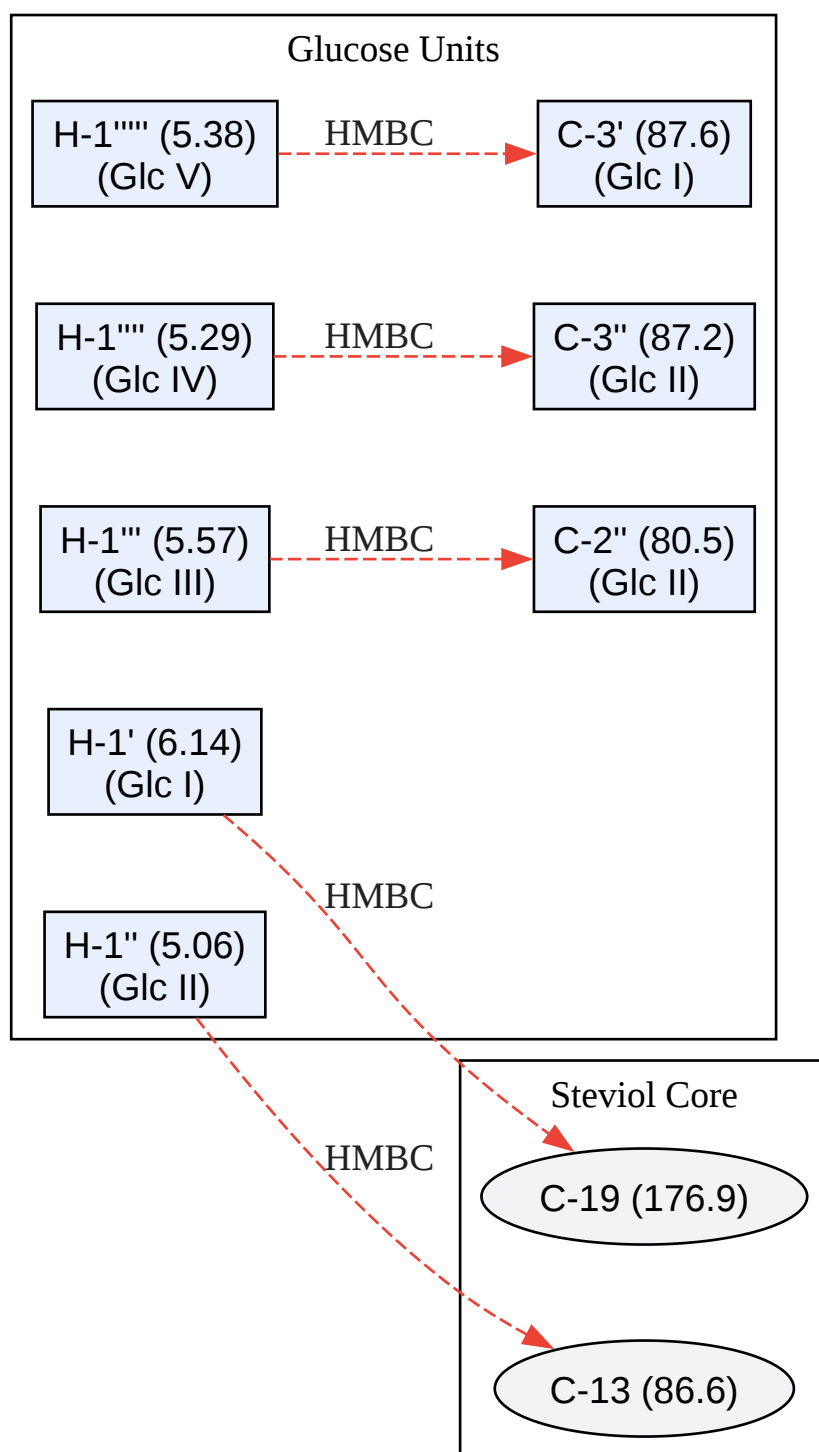 Glucose Units
H-1''''' (5.38)
(Glc V)
HMBC
C-3' (87.6)
(Glc I)
H-1'''' (5.29)
(Glc IV)
HMBC
C-3'' (87.2)
(Glc II)
H-1''' (5.57)
(Glc III)
HMBC
C-2'' (80.5)
(Glc II)
H-1' (6.14)
(Glc I)
HMBC
H-1'' (5.06)
(Glc II)
HMBC
Steviol Core
C-19 (176.9)
C-13 (86.6)